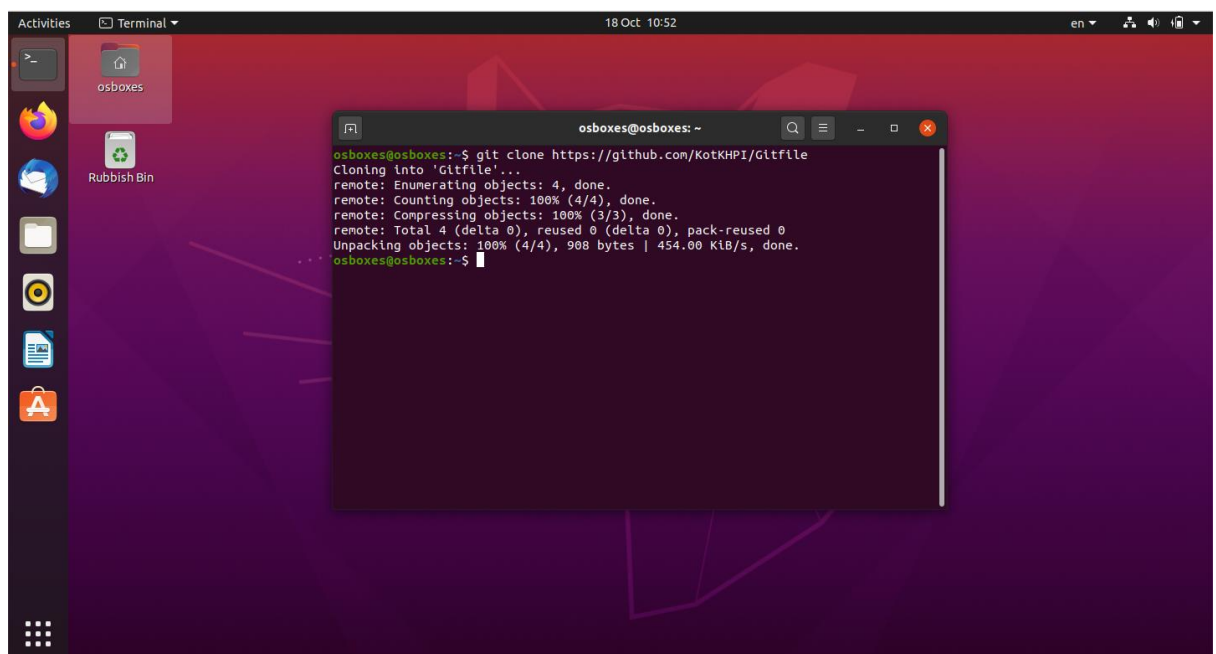 Activities Terminal 18 Oct 10:52 en
osboxes
Rubbish Bin
osboxes@osboxes: ~
osboxes@osboxes:~$ git clone https://github.com/KotKHPI/Gitfile
Cloning into 'Gitfile'...
remote: Enumerating objects: 4, done.
remote: Counting objects: 100% (4/4), done.
remote: Compressing objects: 100% (3/3), done.
remote: Total 4 (delta 0), reused 0 (delta 0), pack-reused 0
Unpacking objects: 100% (4/4), 908 bytes | 454.00 KiB/s, done.
osboxes@osboxes:~$